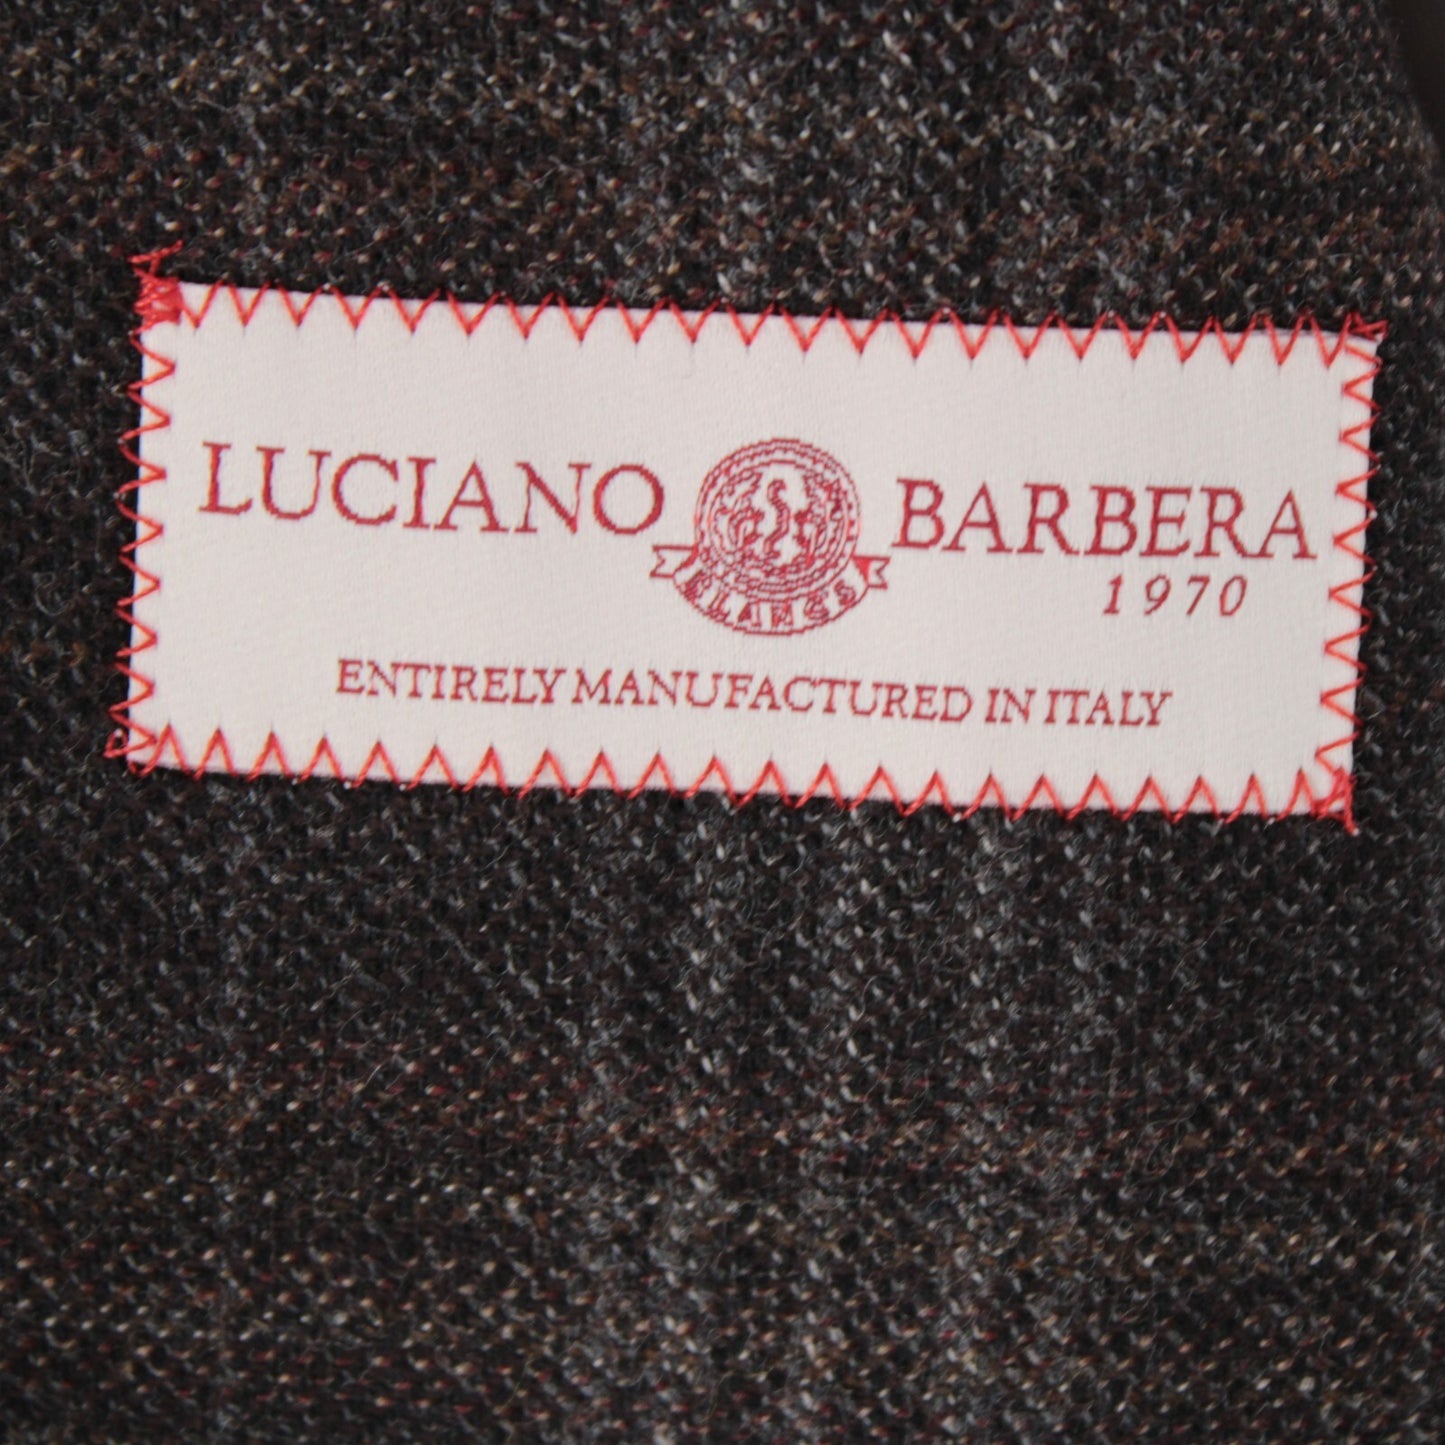 LUCIANO BARBERA
1970
ENTIRELY MANUFACTURED IN ITALY